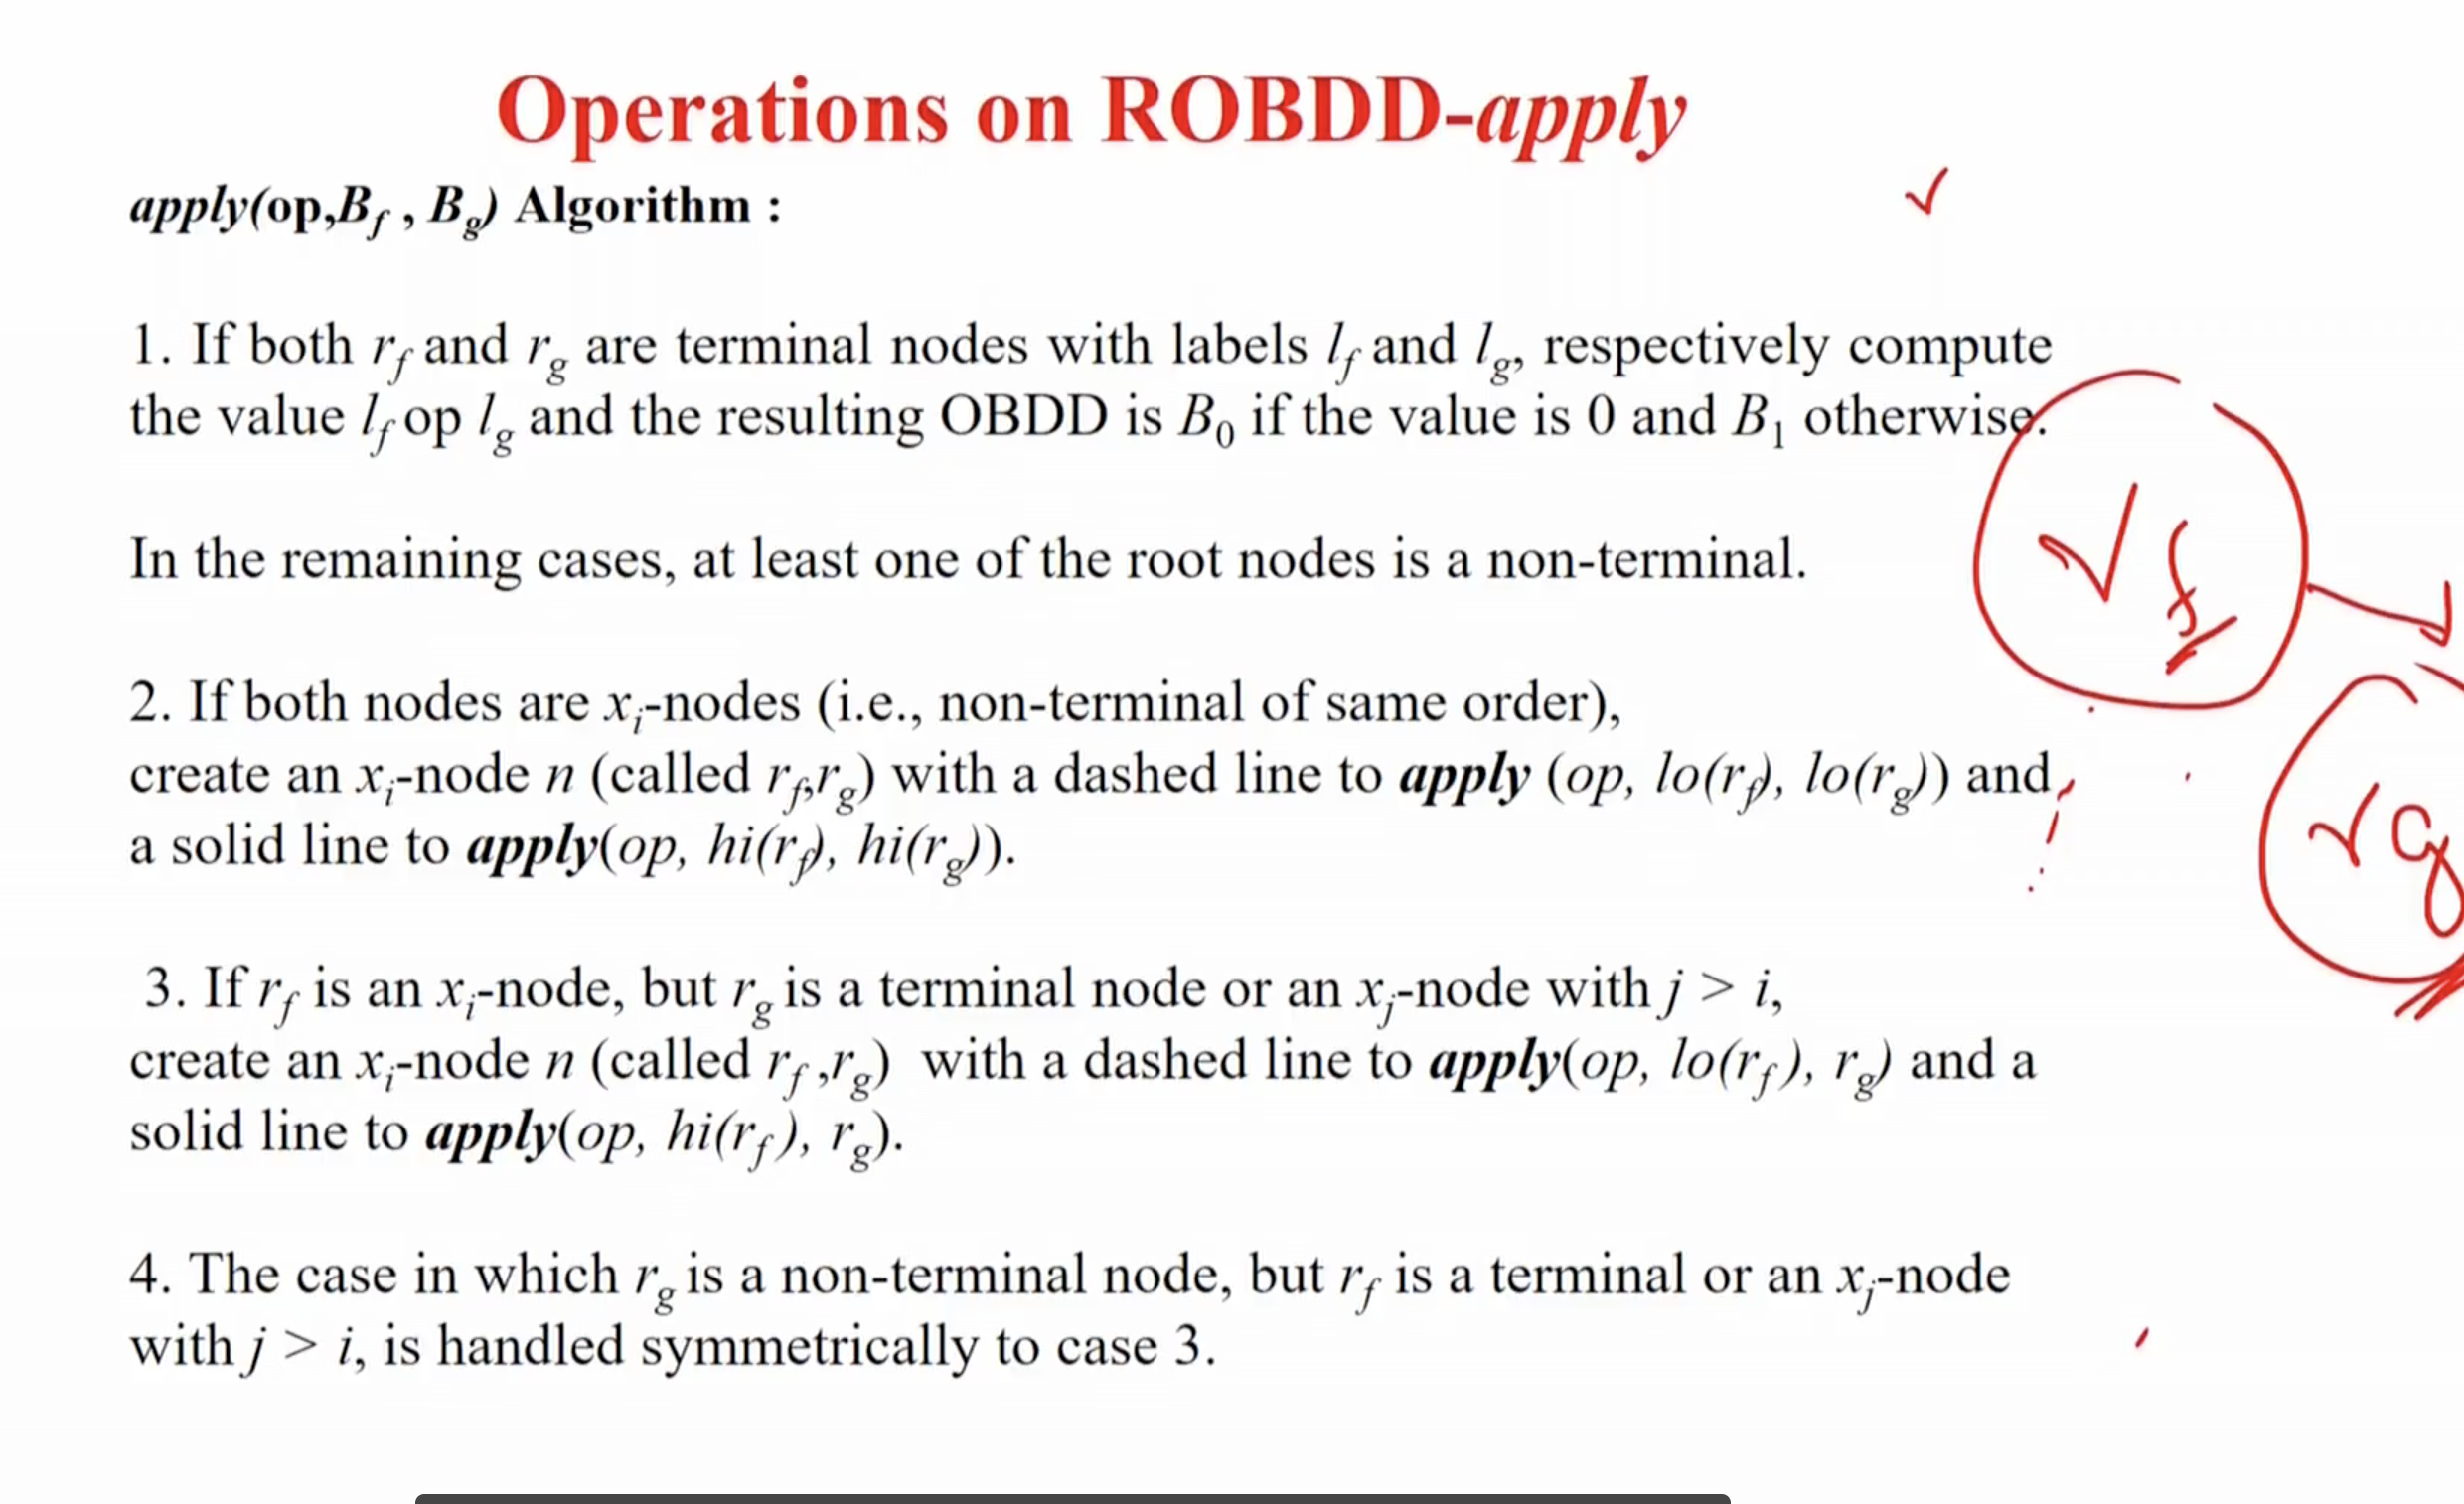 Operations on ROBDD-apply
apply(op,B_f , B_g) Algorithm :
1. If both r_f and r_g are terminal nodes with labels l_f and l_g, respectively compute
the value l_f op l_g and the resulting OBDD is B_0 if the value is 0 and B_1 otherwise.
In the remaining cases, at least one of the root nodes is a non-terminal.
2. If both nodes are x_i-nodes (i.e., non-terminal of same order),
create an x_i-node n (called r_f,r_g) with a dashed line to apply (op, lo(r_f), lo(r_g)) and
a solid line to apply(op, hi(r_f), hi(r_g)).
3. If r_f is an x_i-node, but r_g is a terminal node or an x_j-node with j > i,
create an x_i-node n (called r_f ,r_g) with a dashed line to apply(op, lo(r_f ), r_g) and a
solid line to apply(op, hi(r_f ), r_g).
4. The case in which r_g is a non-terminal node, but r_f is a terminal or an x_j-node
with j > i, is handled symmetrically to case 3.
r f
r g